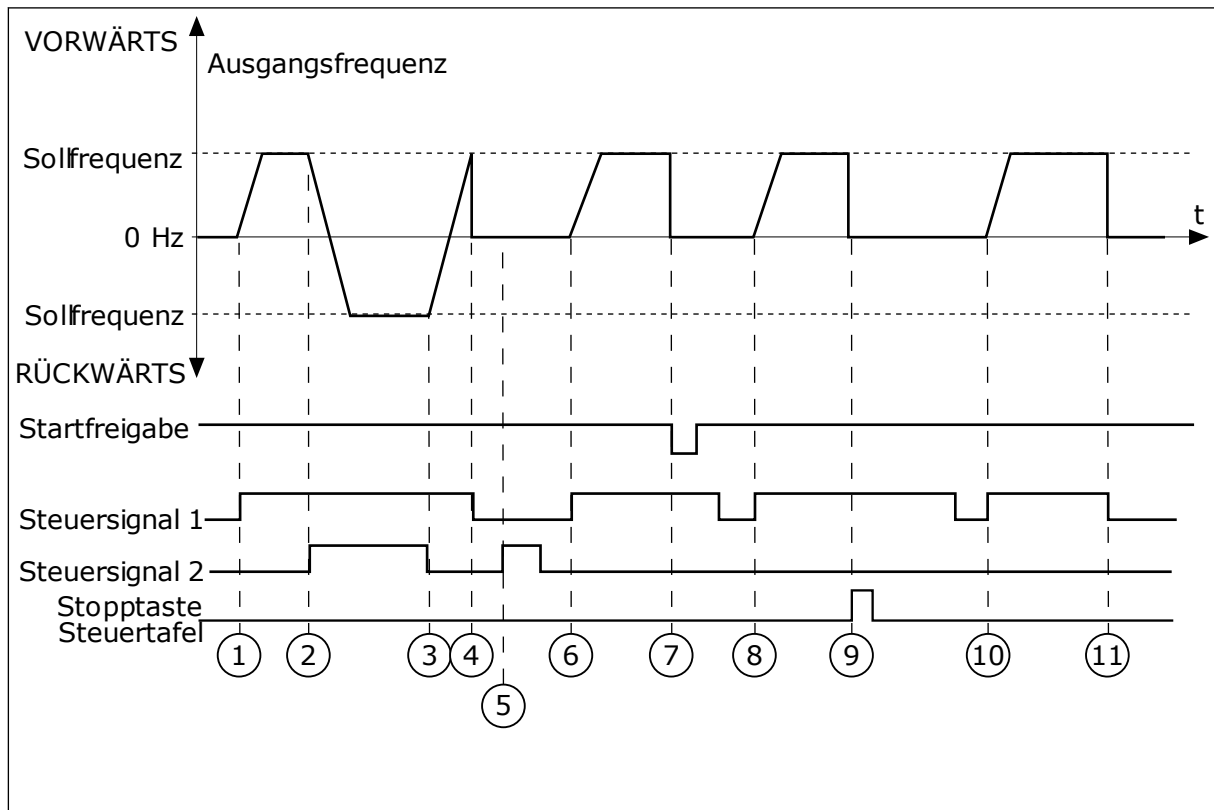 VORWÄRTS
Ausgangsfrequenz
Sollfrequenz
t
0 Hz
Sollfrequenz
RÜCKWÄRTS
Startfreigabe
Steuersignal 1
Steuersignal 2
Stopptaste
Steuertafel
1 2 3 4 6 7 8 9 10 11
5